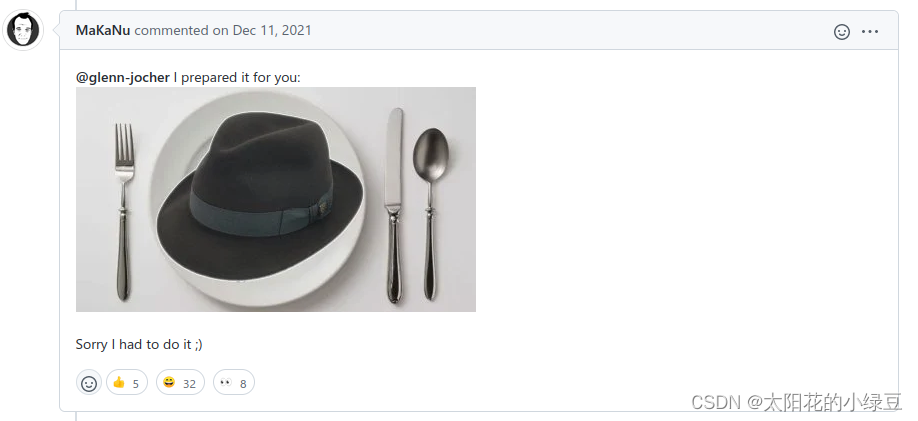 MaKaNu commented on Dec 11, 2021
@glenn-jocher I prepared it for you:
Sorry I had to do it ;)
👍 5 😄 32 👀 8
CSDN @太阳花的小绿豆